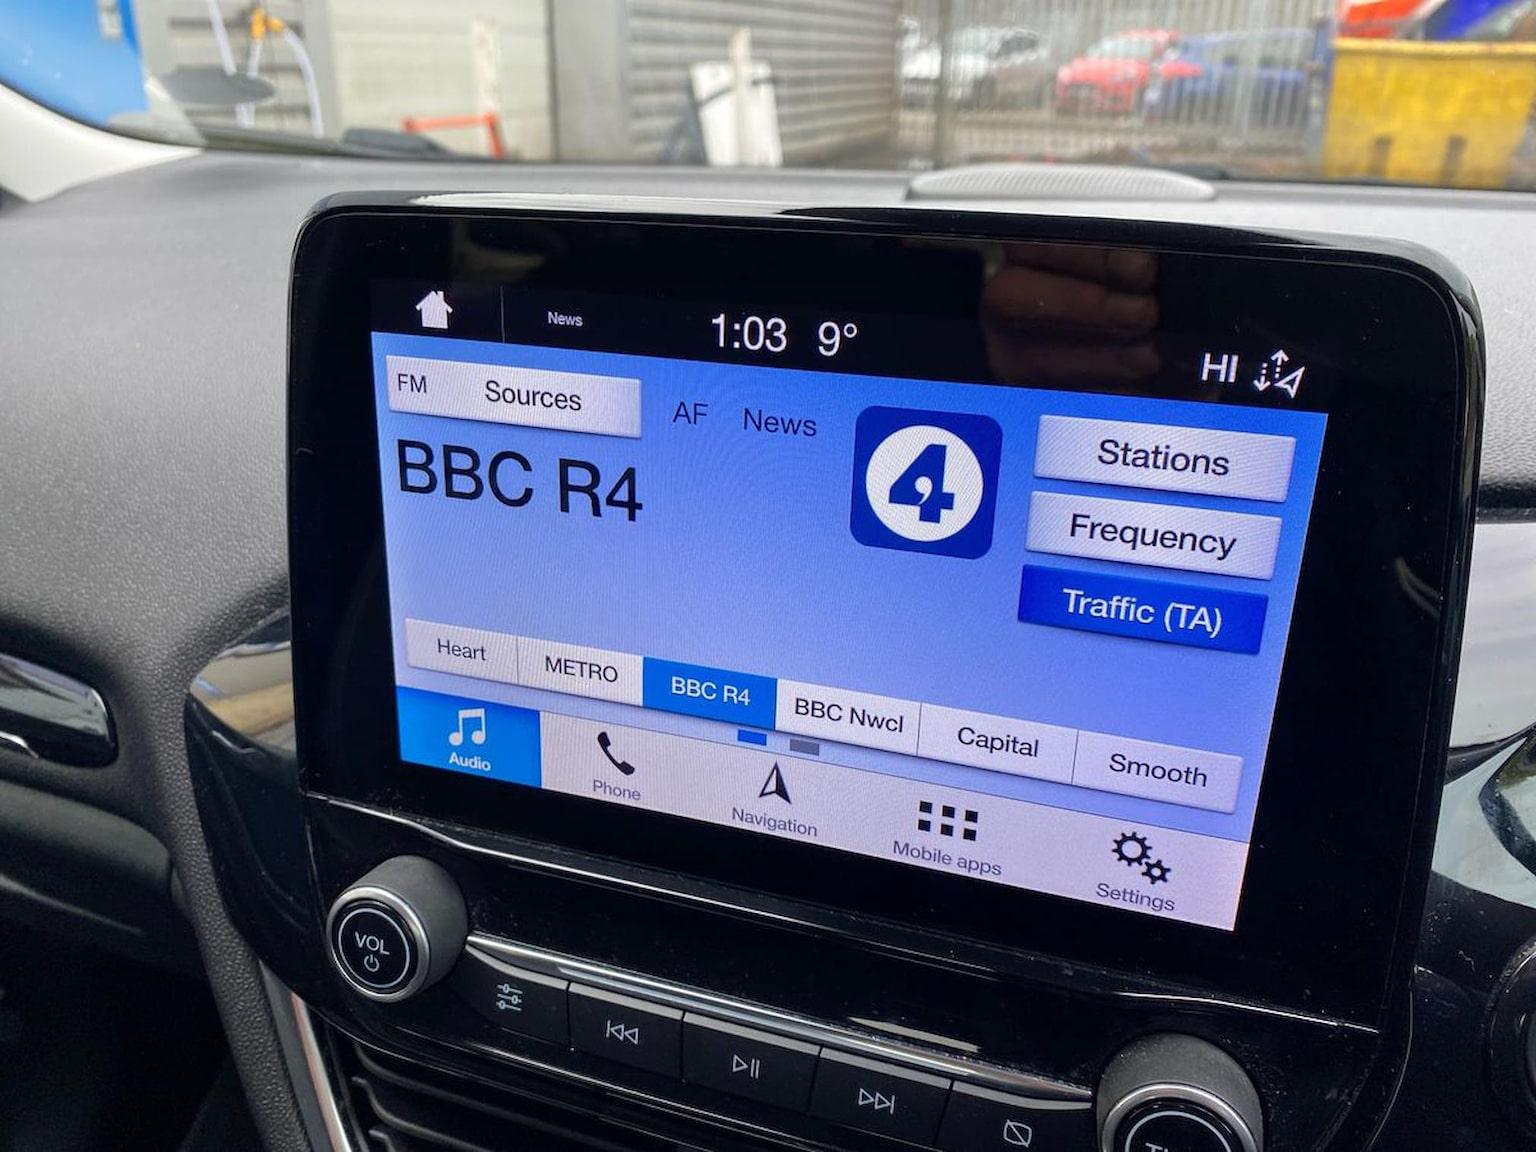 News
1:03 9°
HI
FM Sources
AF News
BBC R4
4
Stations
Frequency
Traffic (TA)
Heart
METRO
BBC R4
BBC Nwcl
Capital
Smooth
Audio
Phone
Navigation
Mobile apps
Settings
VOL